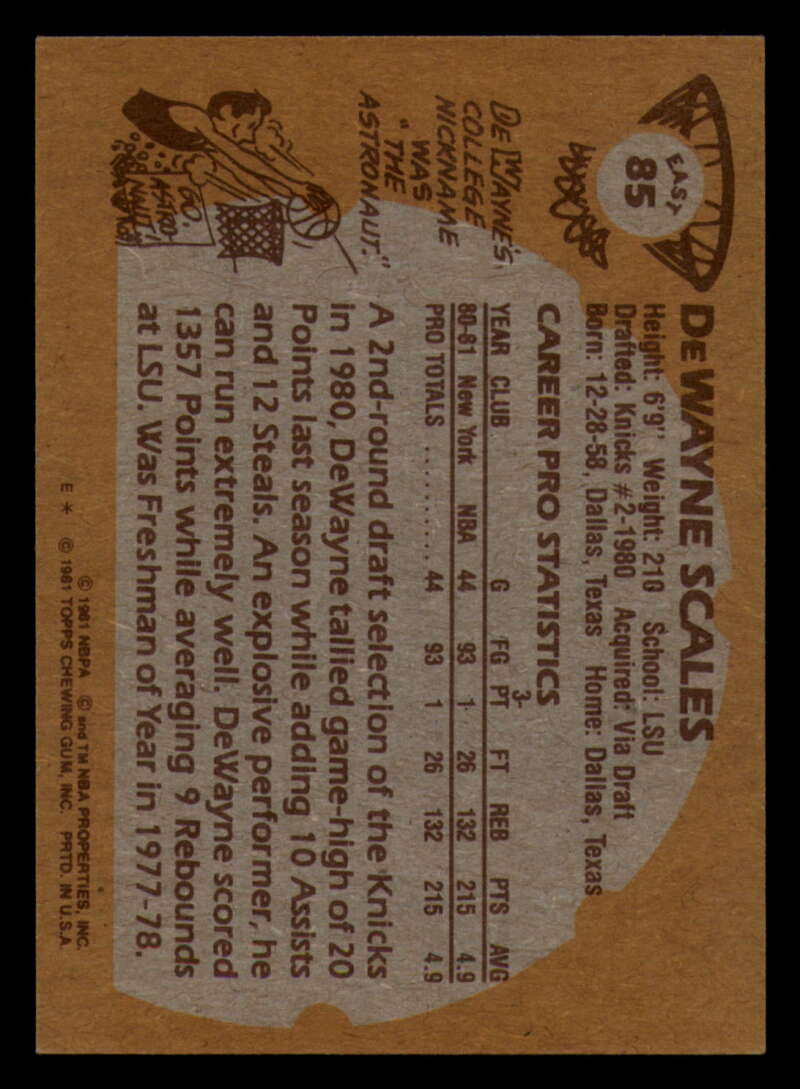 EAST
85
DeWAYNE SCALES
Height: 6'9" Weight: 210 School: LSU
Drafted: Knicks #2-1980 Acquired: Via Draft
Born: 12-28-58, Dallas, Texas Home: Dallas, Texas
CAREER PRO STATISTICS
YEAR CLUB G FG 3-PT FT REB PTS AVG
80-81 New York NBA 44 93 1 26 132 215 4.9
PRO TOTALS .......... 44 93 1 26 132 215 4.9
DEWAYNE'S
COLLEGE
NICKNAME
WAS
"THE
ASTRONAUT."
GO,
ASTRO-
NAUT!
A 2nd-round draft selection of the Knicks
in 1980, DeWayne tallied game-high of 20
Points last season while adding 10 Assists
and 12 Steals. An explosive performer, he
can run extremely well. DeWayne scored
1357 Points while averaging 9 Rebounds
at LSU. Was Freshman of Year in 1977-78.
© 1981 NBPA © and TM NBA PROPERTIES, INC.
E * © 1981 TOPPS CHEWING GUM, INC. PRTD. IN U.S.A.